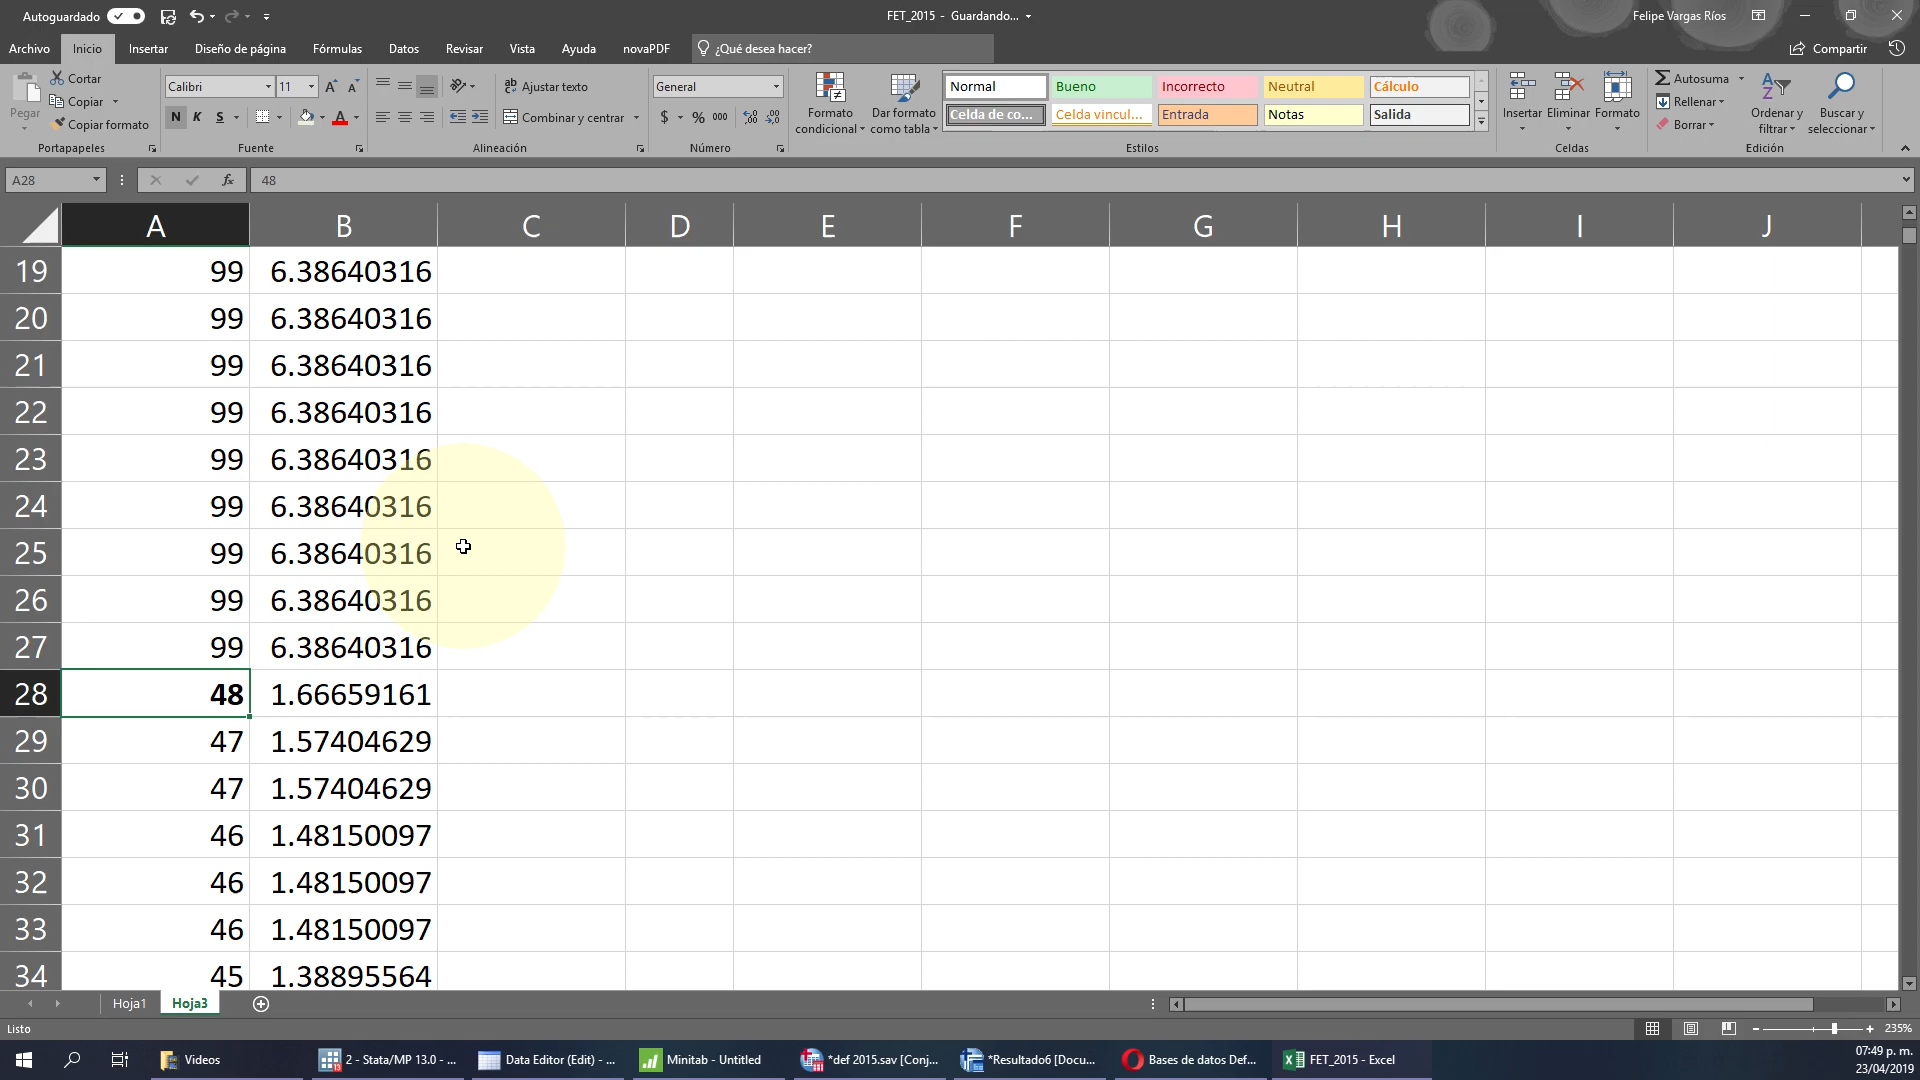 Autoguardado
FET_2015 - Guardando...
Felipe Vargas Ríos
Archivo Inicio Insertar Diseño de página Fórmulas Datos Revisar Vista Ayuda novaPDF ¿Qué desea hacer? Compartir
Pegar
Cortar
Copiar
Copiar formato
Portapapeles
Calibri 11
N K S
Fuente
Ajustar texto
Combinar y centrar
Alineación
General
$ % 000
Número
Formato condicional
Dar formato como tabla
Normal Bueno Incorrecto Neutral Cálculo
Celda de co... Celda vincul... Entrada Notas Salida
Estilos
Insertar Eliminar Formato
Celdas
Autosuma
Rellenar
Borrar
Ordenar y filtrar
Buscar y seleccionar
Edición
A28 fx 48
A B C D E F G H I J
19 99 6.38640316
20 99 6.38640316
21 99 6.38640316
22 99 6.38640316
23 99 6.38640316
24 99 6.38640316
25 99 6.38640316
26 99 6.38640316
27 99 6.38640316
28 48 1.66659161
29 47 1.57404629
30 47 1.57404629
31 46 1.48150097
32 46 1.48150097
33 46 1.48150097
34 45 1.38895564
Hoja1 Hoja3
Listo
235%
Videos
2 - Stata/MP 13.0 - ...
Data Editor (Edit) - ...
Minitab - Untitled
*def 2015.sav [Conj...
*Resultado6 [Docu...
Bases de datos Def...
FET_2015 - Excel
07:49 p. m.
23/04/2019